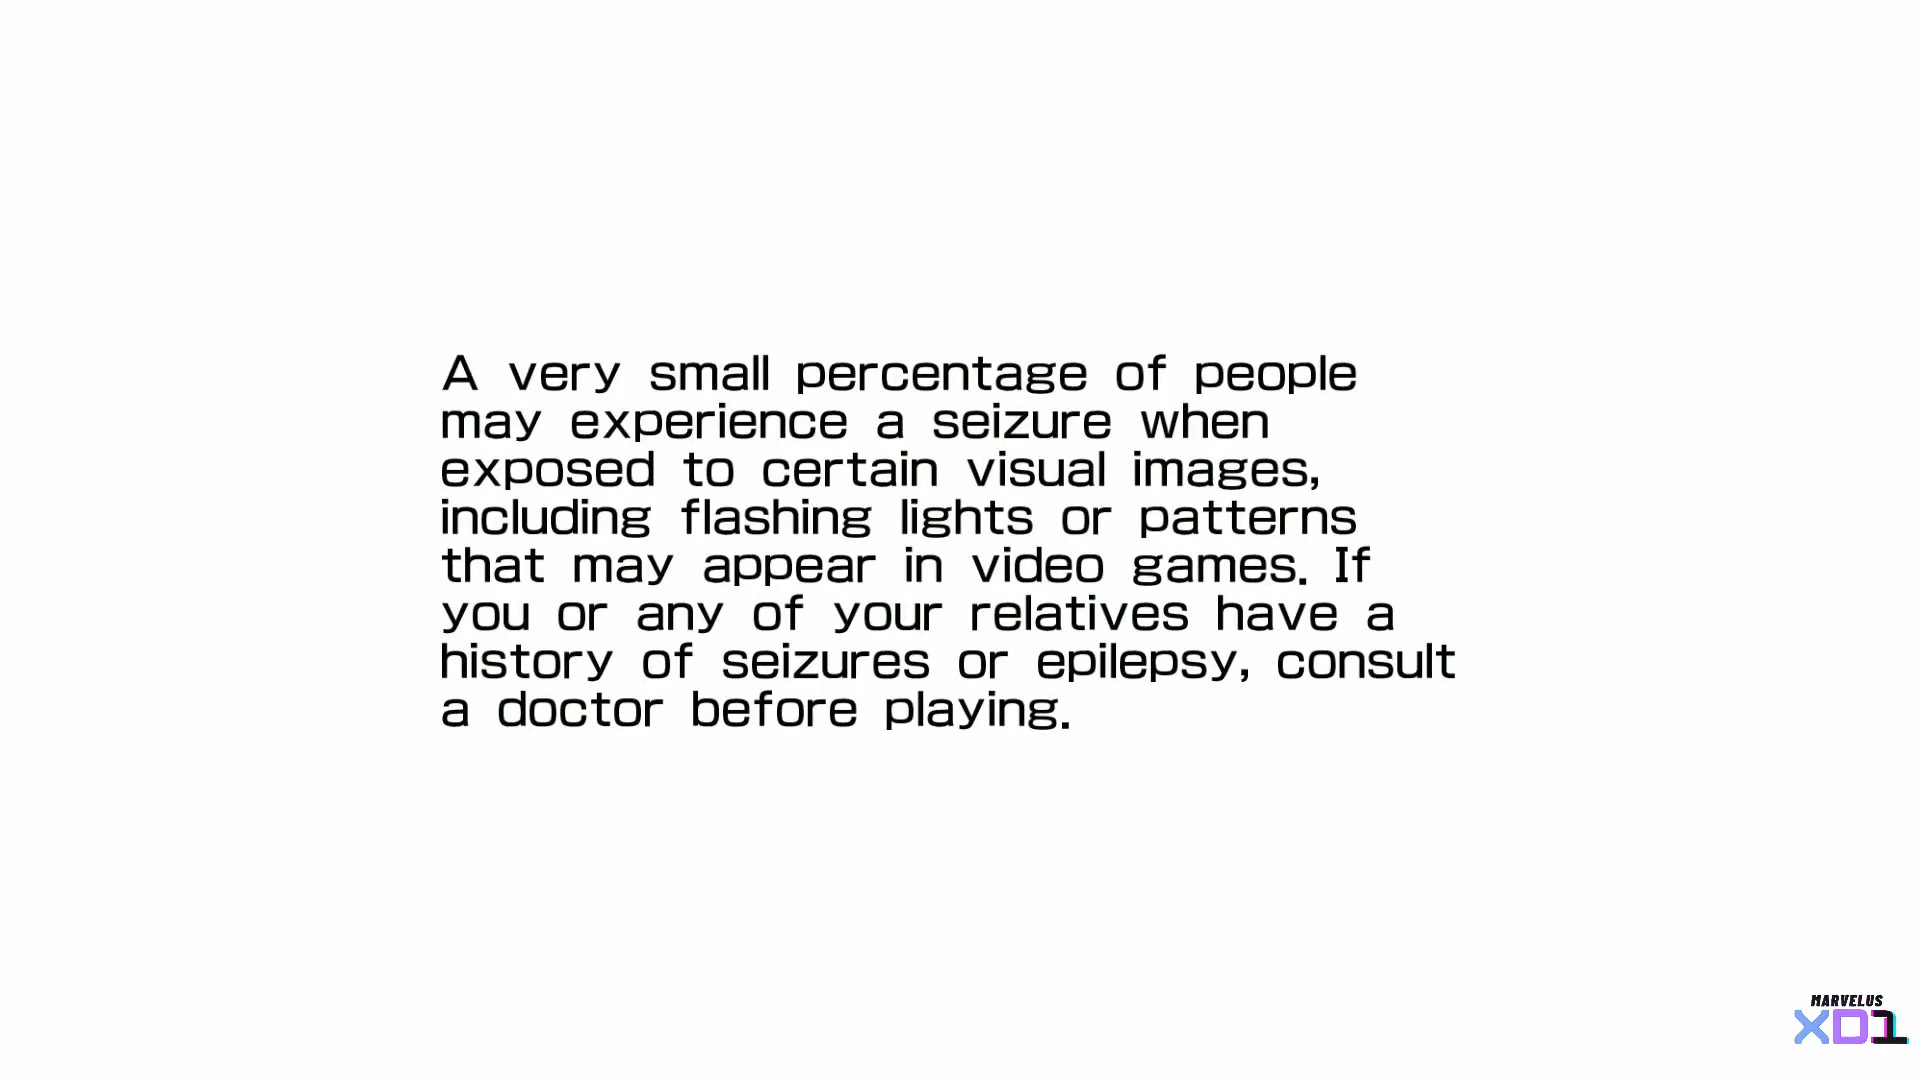 A very small percentage of people
may experience a seizure when
exposed to certain visual images,
including flashing lights or patterns
that may appear in video games. If
you or any of your relatives have a
history of seizures or epilepsy, consult
a doctor before playing.
MARVELUS
XD1